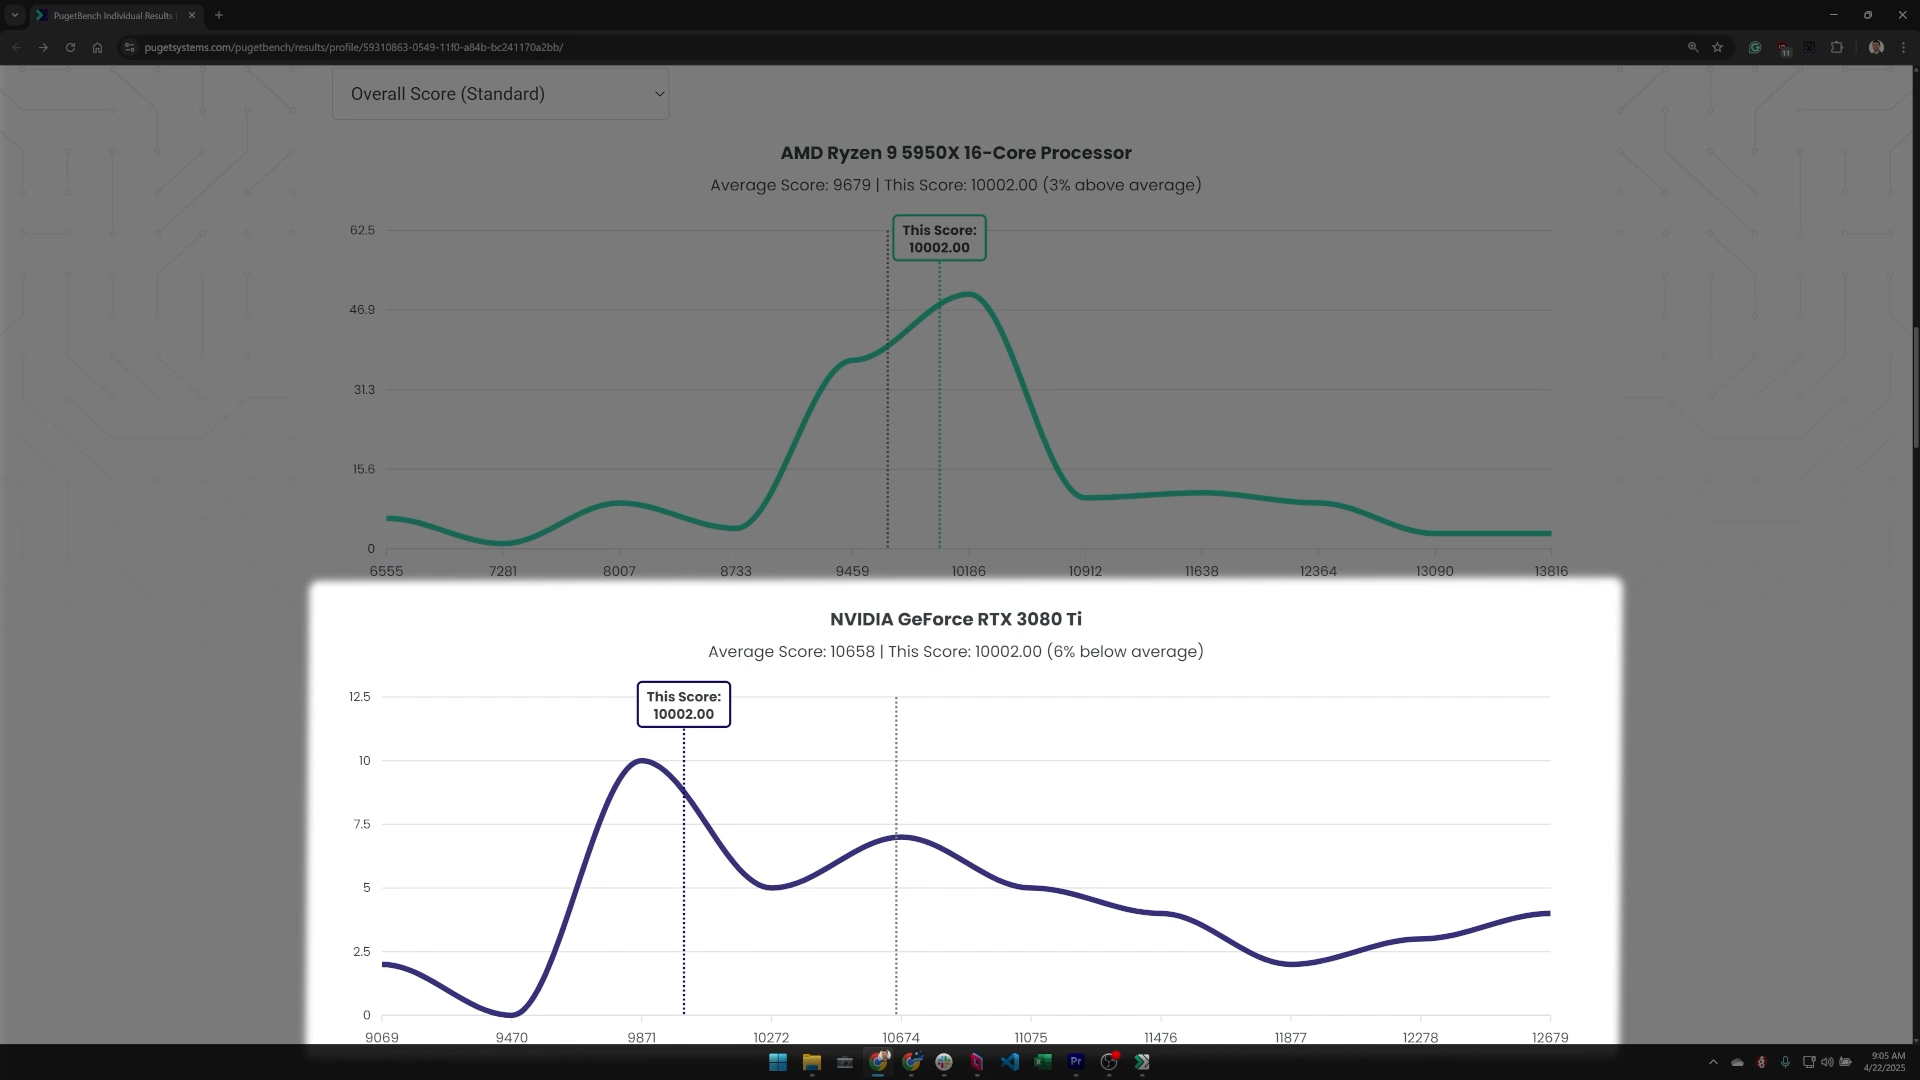 PugetBench Individual Results |
pugetsystems.com/pugetbench/results/profile/59310863-0549-11f0-a84b-bc241170a2bb/
11
Overall Score (Standard)
AMD Ryzen 9 5950X 16-Core Processor
Average Score: 9679 | This Score: 10002.00 (3% above average)
This Score:
10002.00
62.5
46.9
31.3
15.6
0
6555 7281 8007 8733 9459 10186 10912 11638 12364 13090 13816
NVIDIA GeForce RTX 3080 Ti
Average Score: 10658 | This Score: 10002.00 (6% below average)
This Score:
10002.00
12.5
10
7.5
5
2.5
0
9069 9470 9871 10272 10674 11075 11476 11877 12278 12679
Pr
9:05 AM
4/22/2025